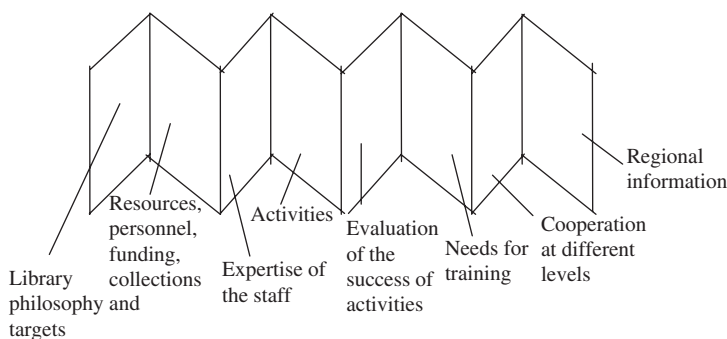 Library
philosophy
targets
Resources,
personnel,
funding,
collections
and
Expertise of
the staff
Activities
Evaluation
of the
success of
activities
Needs for
training
Cooperation
at different
levels
Regional
information